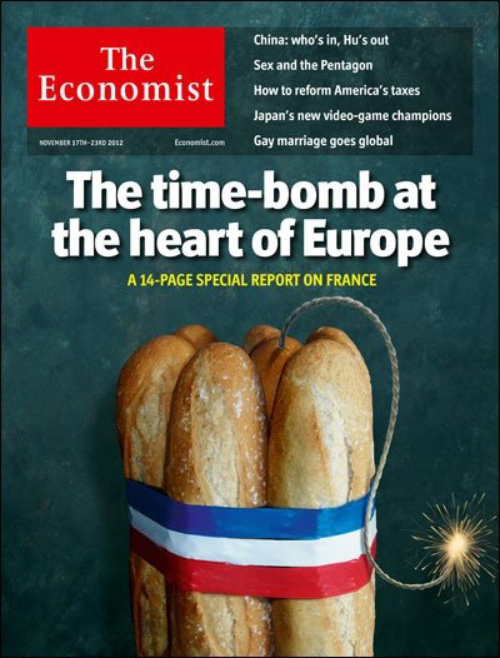 The
Economist
NOVEMBER 17TH–23RD 2012
Economist.com
China: who's in, Hu's out
Sex and the Pentagon
How to reform America's taxes
Japan's new video-game champions
Gay marriage goes global
The time-bomb at
the heart of Europe
A 14-PAGE SPECIAL REPORT ON FRANCE